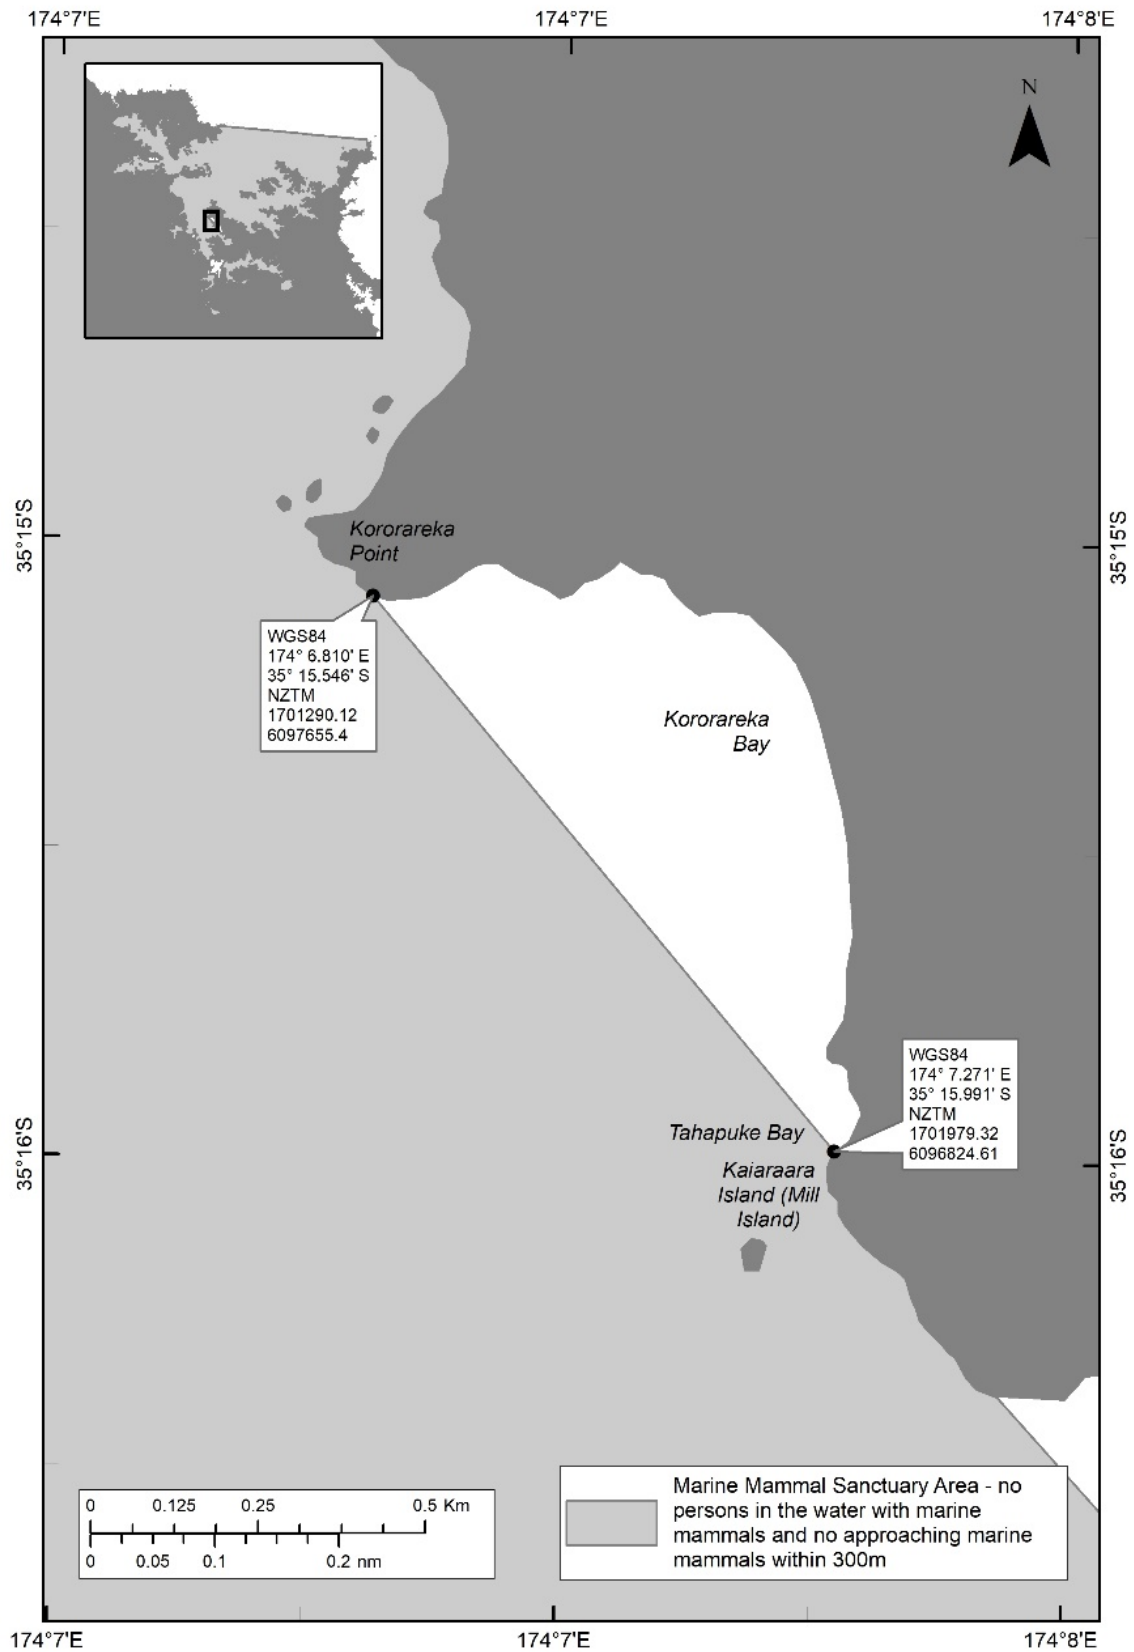 174°7'E
174°7'E
174°8'E
N
35°15'S
35°15'S
Kororareka
Point
WGS84
174° 6.810' E
35° 15.546' S
NZTM
1701290.12
6097655.4
Kororareka
Bay
WGS84
174° 7.271' E
35° 15.991' S
NZTM
1701979.32
6096824.61
Tahapuke Bay
35°16'S
35°16'S
Kaiaraara
Island (Mill
Island)
0 0.125 0.25 0.5 Km
0 0.05 0.1 0.2 nm
Marine Mammal Sanctuary Area - no
persons in the water with marine
mammals and no approaching marine
mammals within 300m
174°7'E
174°7'E
174°8'E